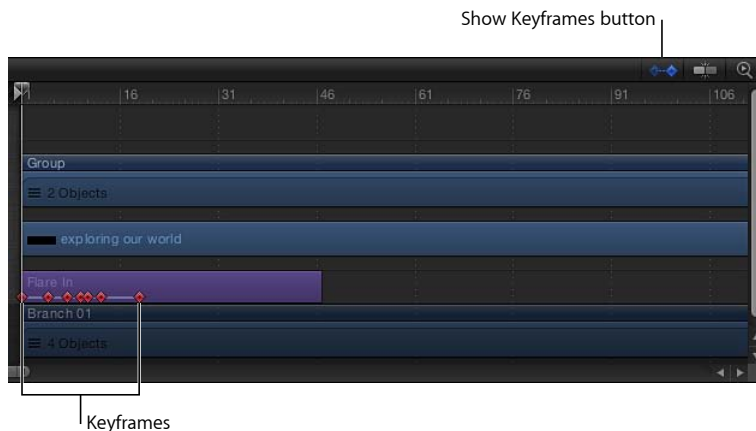 Show Keyframes button
1 16 31 46 61 76 91 106
Group
2 Objects
exploring our world
Flare In
Branch 01
4 Objects
Keyframes